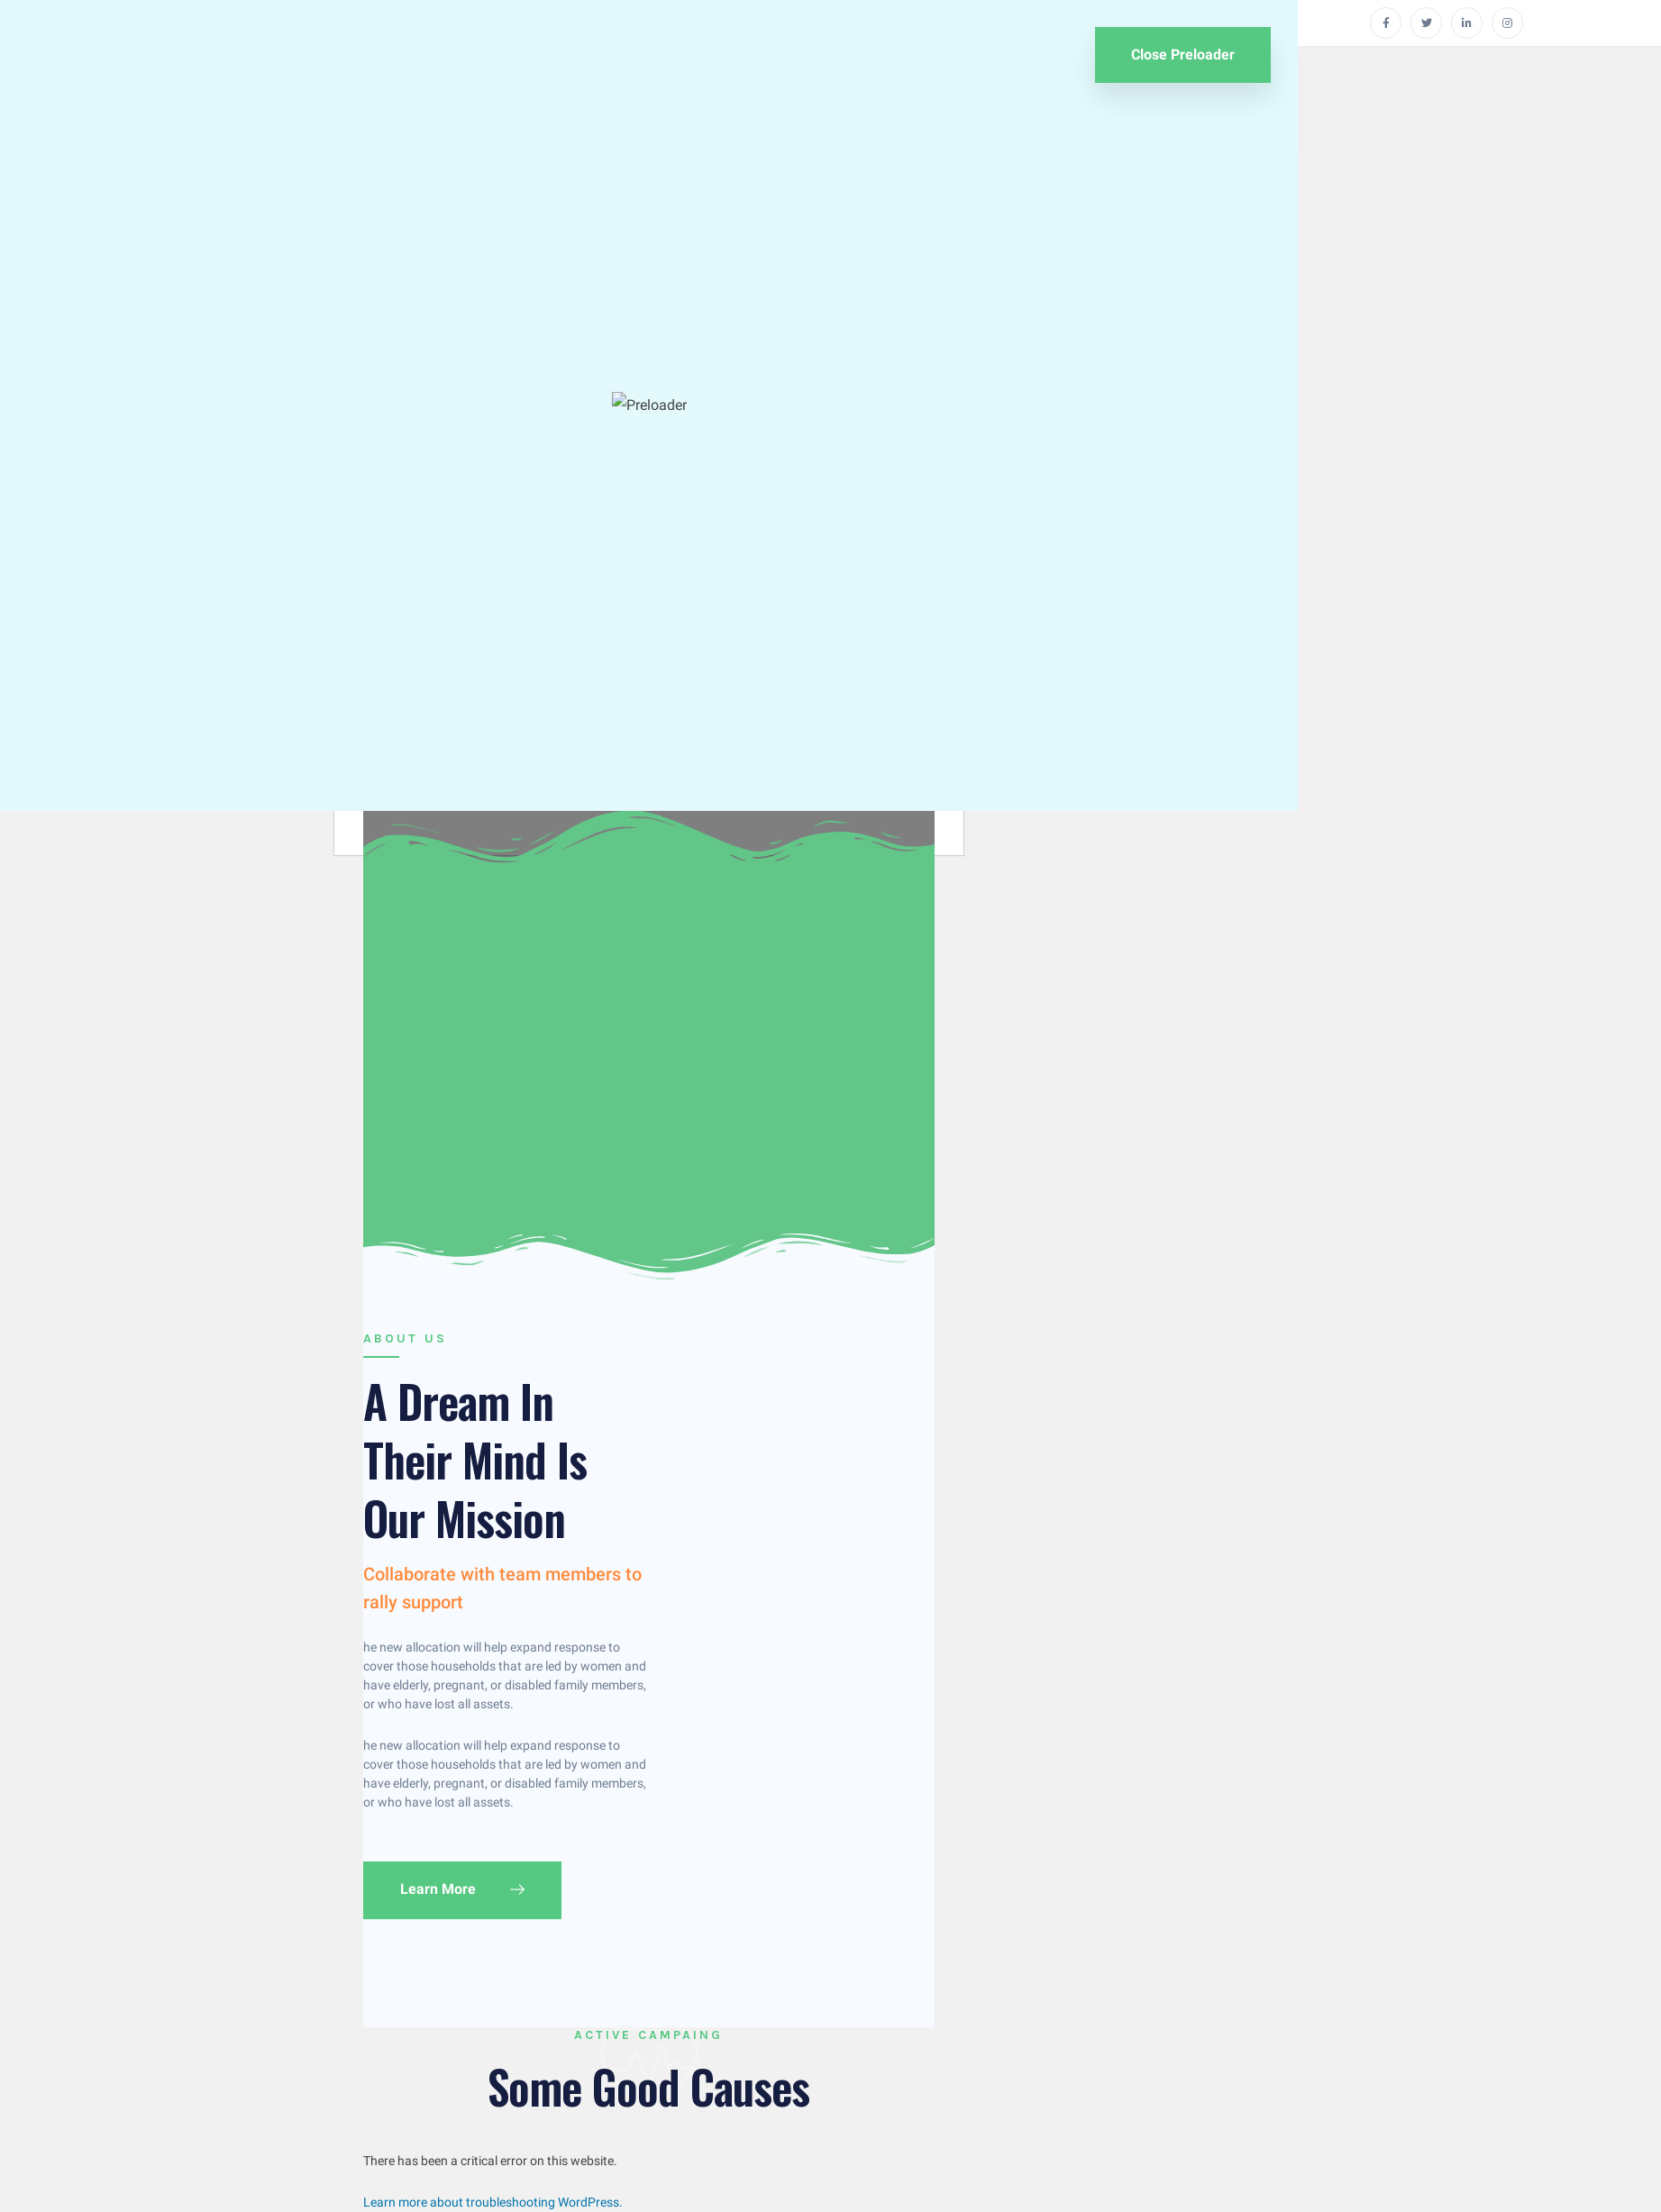 Close Preloader
Preloader
ABOUT US
A Dream In
Their Mind Is
Our Mission
Collaborate with team members to
rally support
he new allocation will help expand response to
cover those households that are led by women and
have elderly, pregnant, or disabled family members,
or who have lost all assets.
he new allocation will help expand response to
cover those households that are led by women and
have elderly, pregnant, or disabled family members,
or who have lost all assets.
Learn More
ACTIVE CAMPAING
Some Good Causes
There has been a critical error on this website.
Learn more about troubleshooting WordPress.